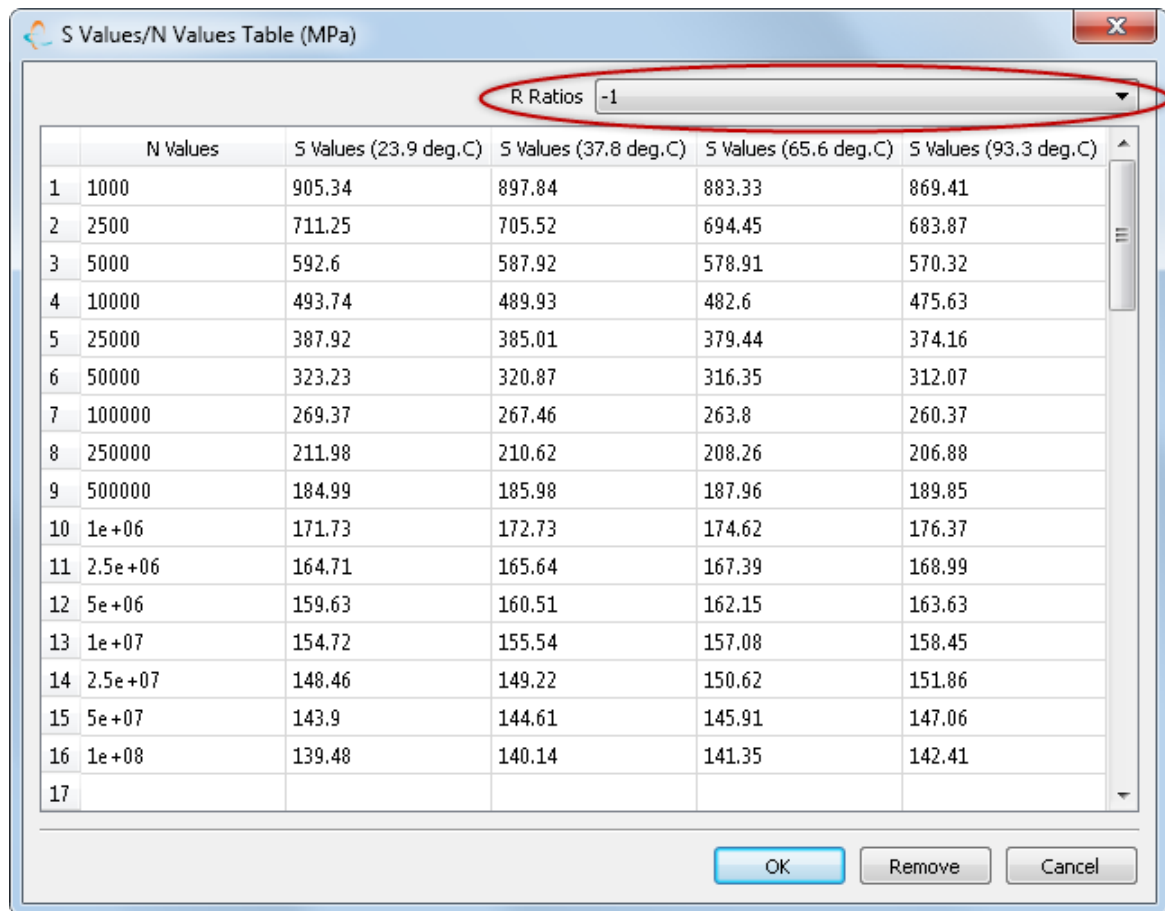 S Values/N Values Table (MPa)
R Ratios -1
N Values S Values (23.9 deg.C) S Values (37.8 deg.C) S Values (65.6 deg.C) S Values (93.3 deg.C)
1 1000 905.34 897.84 883.33 869.41
2 2500 711.25 705.52 694.45 683.87
3 5000 592.6 587.92 578.91 570.32
4 10000 493.74 489.93 482.6 475.63
5 25000 387.92 385.01 379.44 374.16
6 50000 323.23 320.87 316.35 312.07
7 100000 269.37 267.46 263.8 260.37
8 250000 211.98 210.62 208.26 206.88
9 500000 184.99 185.98 187.96 189.85
10 1e+06 171.73 172.73 174.62 176.37
11 2.5e+06 164.71 165.64 167.39 168.99
12 5e+06 159.63 160.51 162.15 163.63
13 1e+07 154.72 155.54 157.08 158.45
14 2.5e+07 148.46 149.22 150.62 151.86
15 5e+07 143.9 144.61 145.91 147.06
16 1e+08 139.48 140.14 141.35 142.41
17
OK Remove Cancel